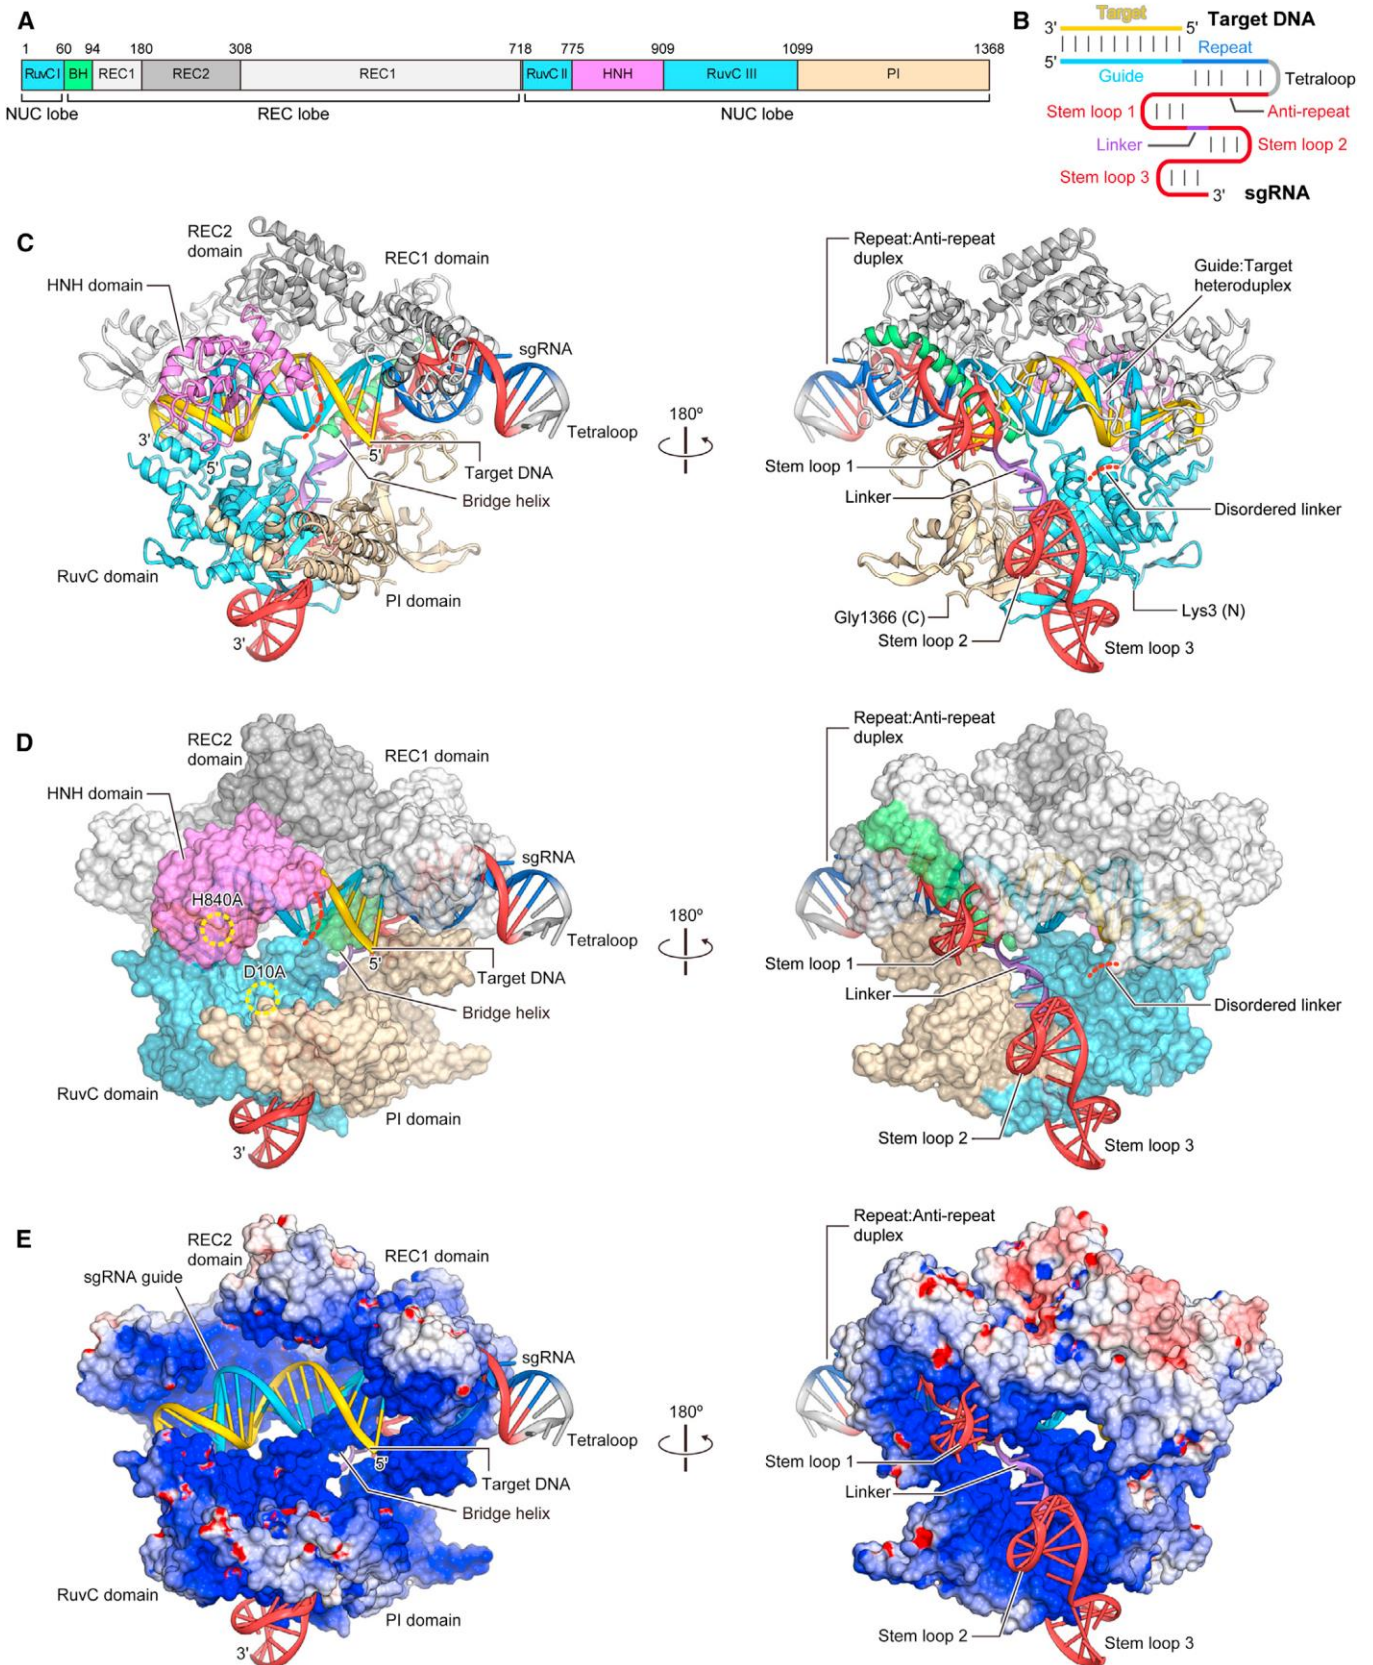 A
1 60 94 180 308 718 775 909 1099 1368
RuvC I BH REC1 REC2 REC1 RuvC II HNH RuvC III PI
NUC lobe REC lobe NUC lobe
B
Target
3' 5' Target DNA
Repeat
5'
Guide
Tetraloop
Stem loop 1
Anti-repeat
Linker
Stem loop 2
Stem loop 3
3' sgRNA
C
REC2
domain
REC1 domain
HNH domain
sgRNA
3'
5'
5'
Tetraloop
Target DNA
Bridge helix
RuvC domain
PI domain
3'
180º
Repeat:Anti-repeat
duplex
Guide:Target
heteroduplex
Stem loop 1
Linker
Disordered linker
Gly1366 (C)
Lys3 (N)
Stem loop 2
Stem loop 3
D
REC2
domain
REC1 domain
HNH domain
sgRNA
H840A
Tetraloop
D10A
5'
Target DNA
Bridge helix
RuvC domain
PI domain
3'
180º
Repeat:Anti-repeat
duplex
Stem loop 1
Linker
Disordered linker
Stem loop 2
Stem loop 3
E
REC2
domain
REC1 domain
sgRNA guide
sgRNA
Tetraloop
5'
Target DNA
Bridge helix
RuvC domain
PI domain
3'
180º
Repeat:Anti-repeat
duplex
Stem loop 1
Linker
Stem loop 2
Stem loop 3